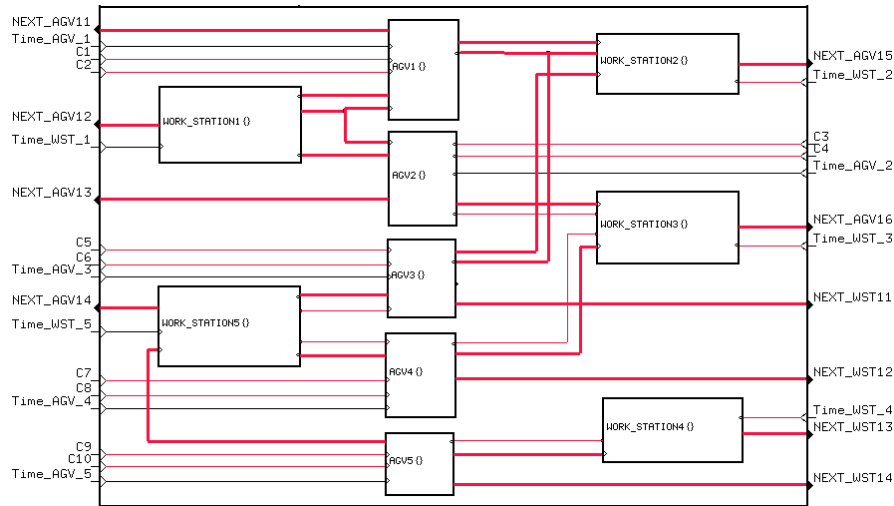 NEXT_AGV11
Time_AGV_1
C1
C2
NEXT_AGV12
Time_WST_1
NEXT_AGV13
C5
C6
Time_AGV_3
NEXT_AGV14
Time_WST_5
C7
C8
Time_AGV_4
C9
C10
Time_AGV_5
WORK_STATION1{}
WORK_STATION5{}
AGV1{}
AGV2{}
AGV3{}
AGV4{}
AGV5{}
WORK_STATION2{}
WORK_STATION3{}
WORK_STATION4{}
NEXT_AGV15
Time_WST_2
C3
C4
Time_AGV_2
NEXT_AGV16
Time_WST_3
NEXT_WST11
NEXT_WST12
Time_WST_4
NEXT_WST13
NEXT_WST14